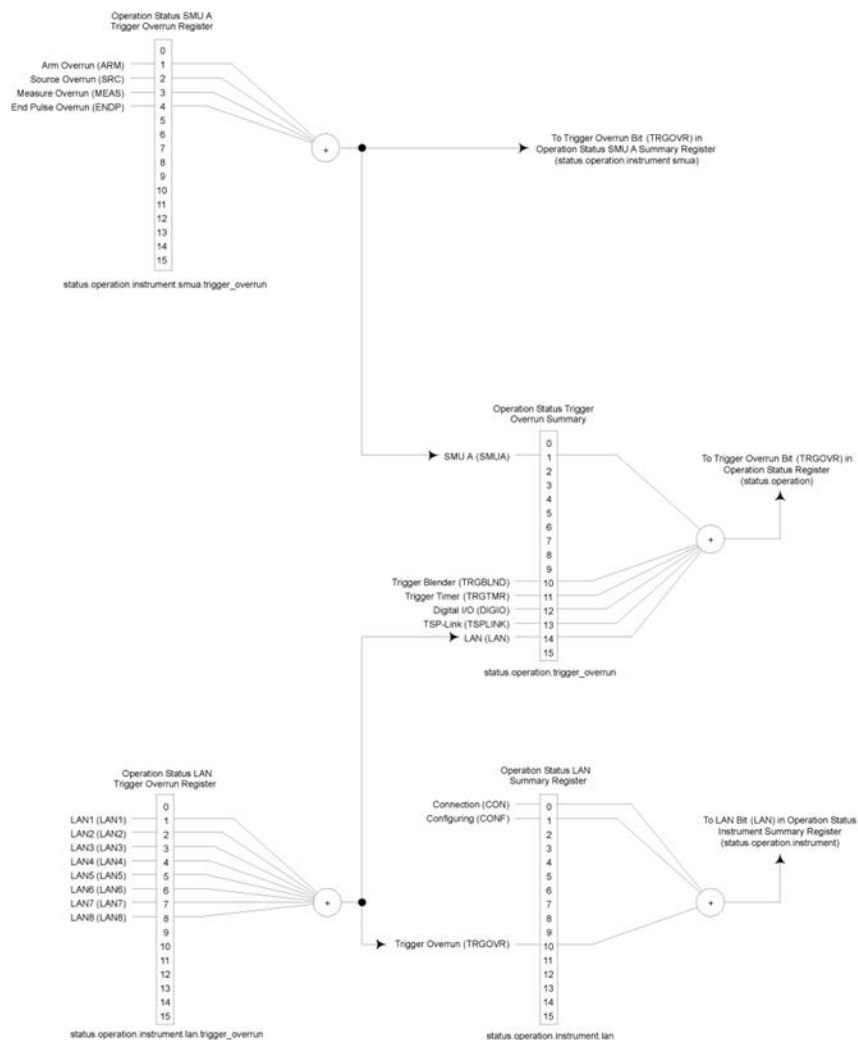 Operation Status SMU A
Trigger Overrun Register
0
Arm Overrun (ARM) 1
Source Overrun (SRC) 2
Measure Overrun (MEAS) 3
End Pulse Overrun (ENDP) 4
5
6
7
8
9
10
11
12
13
14
15
status.operation.instrument.smua.trigger_overrun
+
To Trigger Overrun Bit (TRGOVR) in
Operation Status SMU A Summary Register
(status.operation.instrument smua)
Operation Status Trigger
Overrun Summary
0
SMU A (SMUA) 1
2
3
4
5
6
7
8
9
Trigger Blender (TRGBLND) 10
Trigger Timer (TRGTMR) 11
Digital I/O (DIGIO) 12
TSP-Link (TSPLINK) 13
LAN (LAN) 14
15
status.operation.trigger_overrun
+
To Trigger Overrun Bit (TRGOVR) in
Operation Status Register
(status.operation)
Operation Status LAN
Trigger Overrun Register
0
LAN1 (LAN1) 1
LAN2 (LAN2) 2
LAN3 (LAN3) 3
LAN4 (LAN4) 4
LAN5 (LAN5) 5
LAN6 (LAN6) 6
LAN7 (LAN7) 7
LAN8 (LAN8) 8
9
10
11
12
13
14
15
status.operation.instrument.lan.trigger_overrun
+
Operation Status LAN
Summary Register
Connection (CON) 0
Configuring (CONF) 1
2
3
4
5
6
7
8
9
Trigger Overrun (TRGOVR) 10
11
12
13
14
15
status.operation.instrument.lan
+
To LAN Bit (LAN) in Operation Status
Instrument Summary Register
(status.operation.instrument)